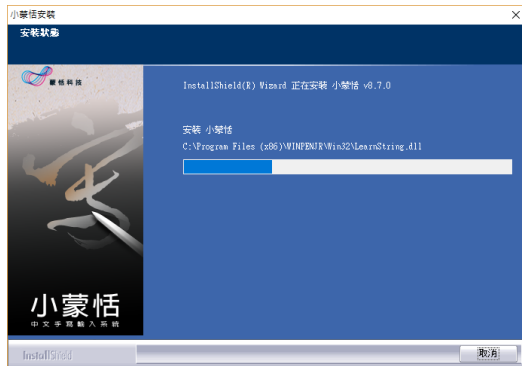 小蒙恬安裝
安裝狀態
蒙恬科技
InstallShield(R) Wizard 正在安裝 小蒙恬 v8.7.0
安裝 小蒙恬
C:\Program Files (x86)\WINPENJR\Win32\LearnString.dll
小蒙恬
中文手寫輸入系統
InstallShield
取消